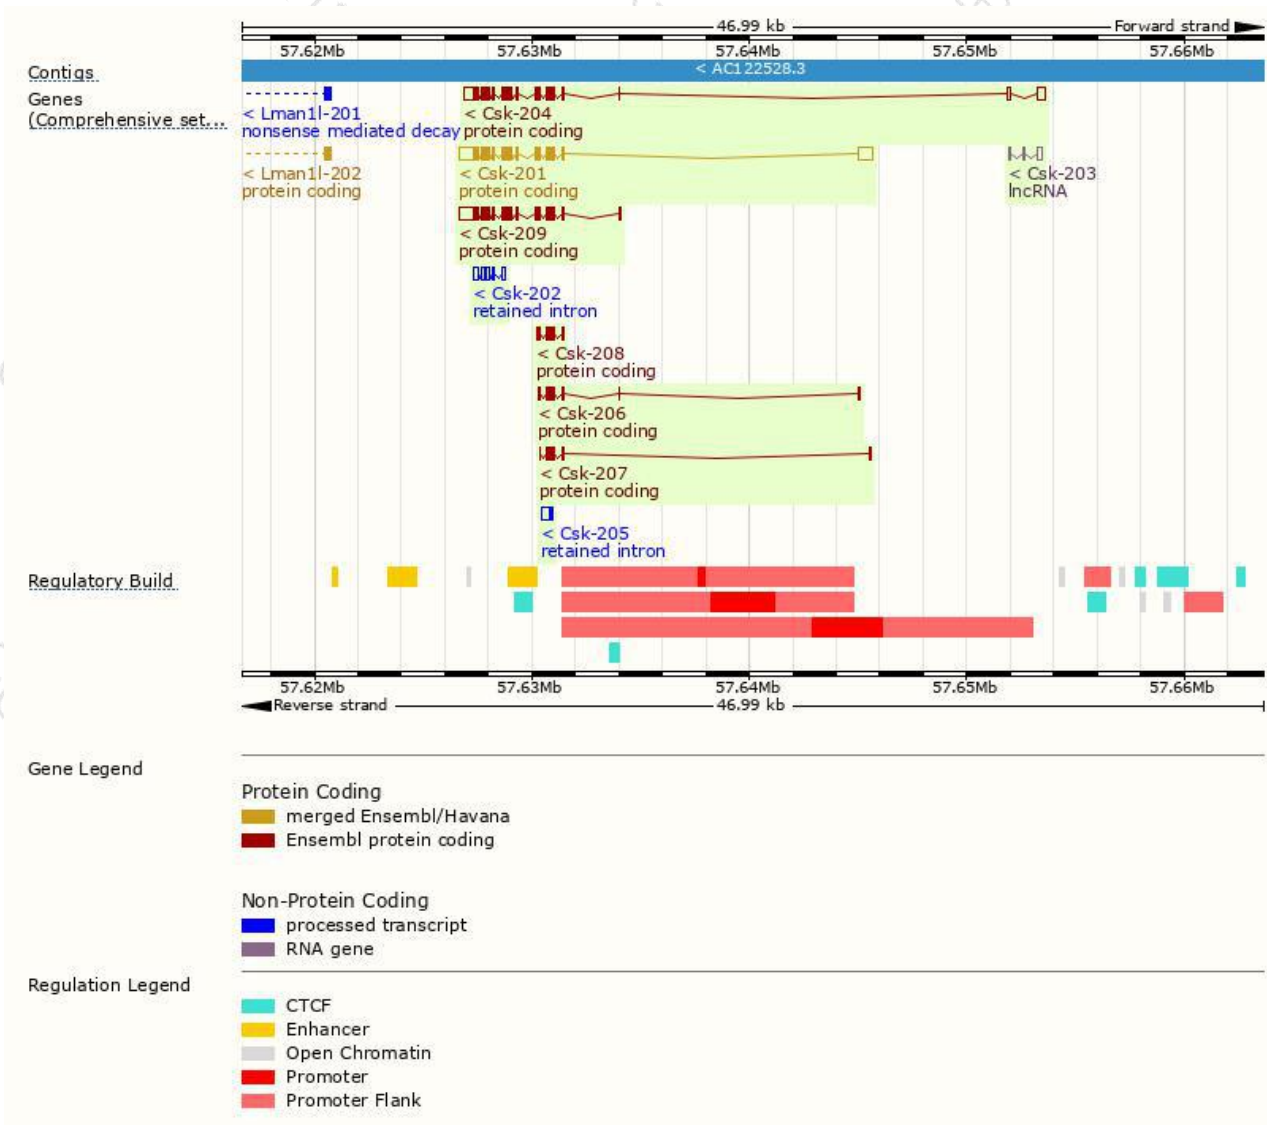 46.99 kb Forward strand
57.62Mb 57.63Mb 57.64Mb 57.65Mb 57.66Mb
Contigs < AC122528.3
Genes
(Comprehensive set...
< Lman1l-201 < Csk-204
nonsense mediated decay protein coding
< Lman1l-202 < Csk-201 < Csk-203
protein coding protein coding lncRNA
< Csk-209
protein coding
< Csk-202
retained intron
< Csk-208
protein coding
< Csk-206
protein coding
< Csk-207
protein coding
< Csk-205
retained intron
Regulatory Build
57.62Mb 57.63Mb 57.64Mb 57.65Mb 57.66Mb
Reverse strand 46.99 kb
Gene Legend
Protein Coding
merged Ensembl/Havana
Ensembl protein coding
Non-Protein Coding
processed transcript
RNA gene
Regulation Legend
CTCF
Enhancer
Open Chromatin
Promoter
Promoter Flank